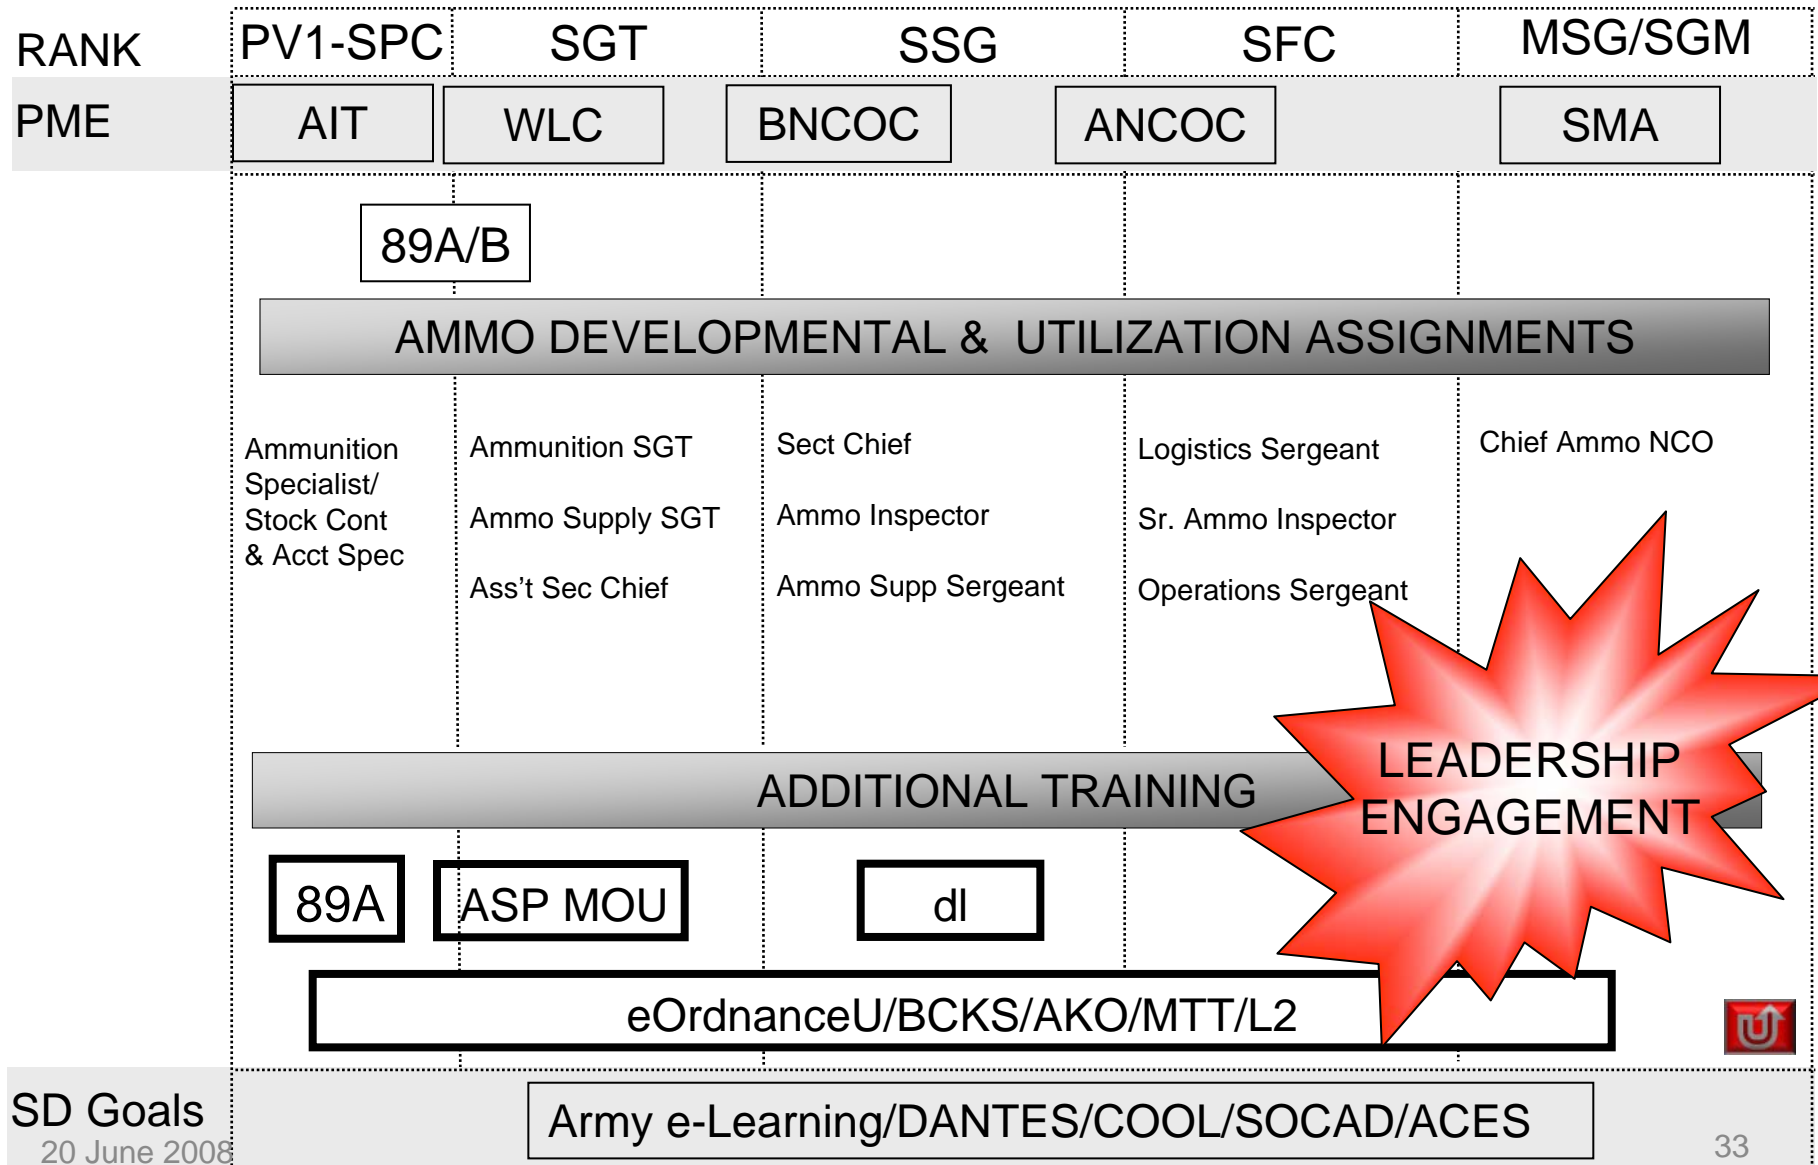 RANK PV1-SPC SGT SSG SFC MSG/SGM
PME AIT WLC BNCOC ANCOC SMA
89A/B
AMMO DEVELOPMENTAL & UTILIZATION ASSIGNMENTS
Ammunition
Specialist/
Stock Cont
& Acct Spec
Ammunition SGT
Ammo Supply SGT
Ass’t Sec Chief
Sect Chief
Ammo Inspector
Ammo Supp Sergeant
Logistics Sergeant
Sr. Ammo Inspector
Operations Sergeant
Chief Ammo NCO
ADDITIONAL TRAINING
LEADERSHIP
ENGAGEMENT
89A ASP MOU dl
eOrdnanceU/BCKS/AKO/MTT/L2
SD Goals Army e-Learning/DANTES/COOL/SOCAD/ACES
20 June 2008 33